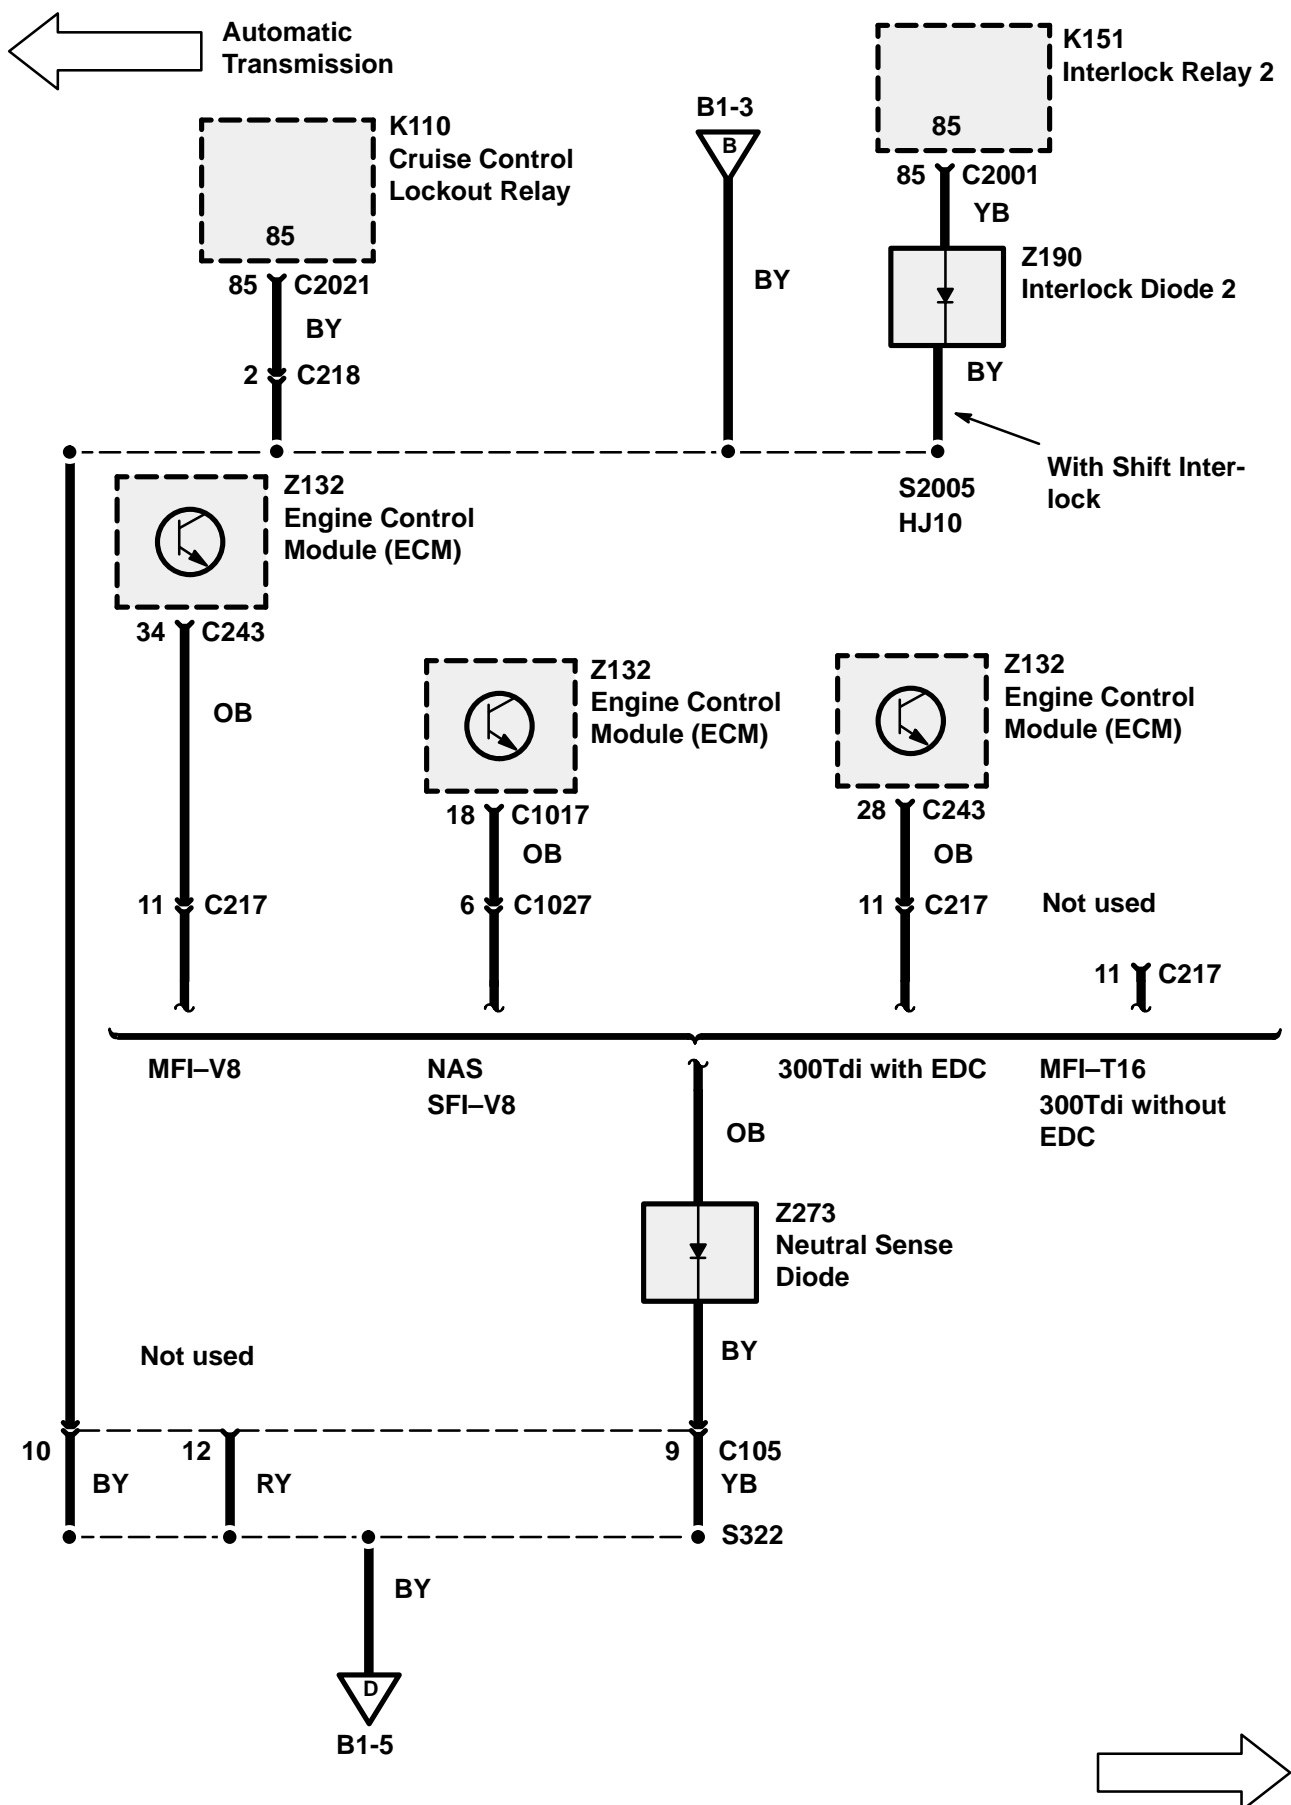 Automatic
Transmission
K151
Interlock Relay 2
85
B1-3
B
K110
Cruise Control
Lockout Relay
85
85 C2001
YB
85 C2021
BY
BY
Z190
Interlock Diode 2
2 C218
BY
With Shift Inter-
lock
S2005
HJ10
Z132
Engine Control
Module (ECM)
34 C243
OB
Z132
Engine Control
Module (ECM)
Z132
Engine Control
Module (ECM)
18 C1017
OB
28 C243
OB
11 C217
6 C1027
11 C217
Not used
11 C217
MFI–V8
NAS
SFI–V8
300Tdi with EDC
MFI–T16
300Tdi without
EDC
OB
Z273
Neutral Sense
Diode
BY
Not used
10
12
9 C105
BY
RY
YB
S322
BY
D
B1-5